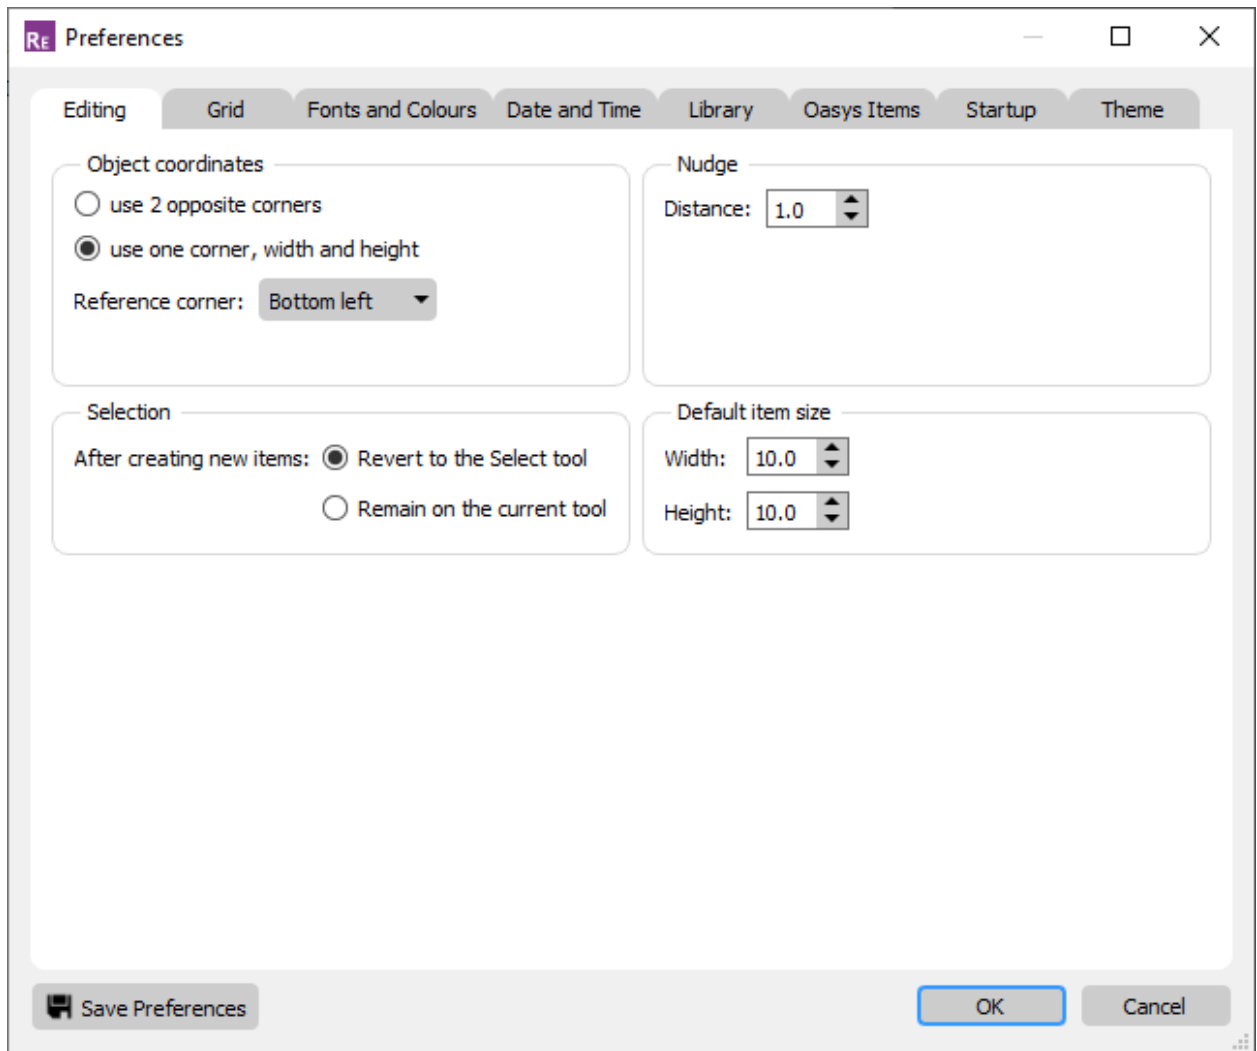 RE Preferences
Editing Grid Fonts and Colours Date and Time Library Oasys Items Startup Theme
Object coordinates
use 2 opposite corners
use one corner, width and height
Reference corner: Bottom left
Nudge
Distance: 1.0
Selection
After creating new items: Revert to the Select tool
Remain on the current tool
Default item size
Width: 10.0
Height: 10.0
Save Preferences OK Cancel